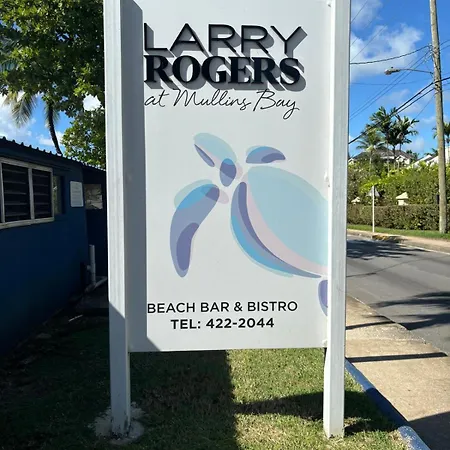 LARRY
ROGERS
at Mullins Bay
BEACH BAR & BISTRO
TEL: 422-2044